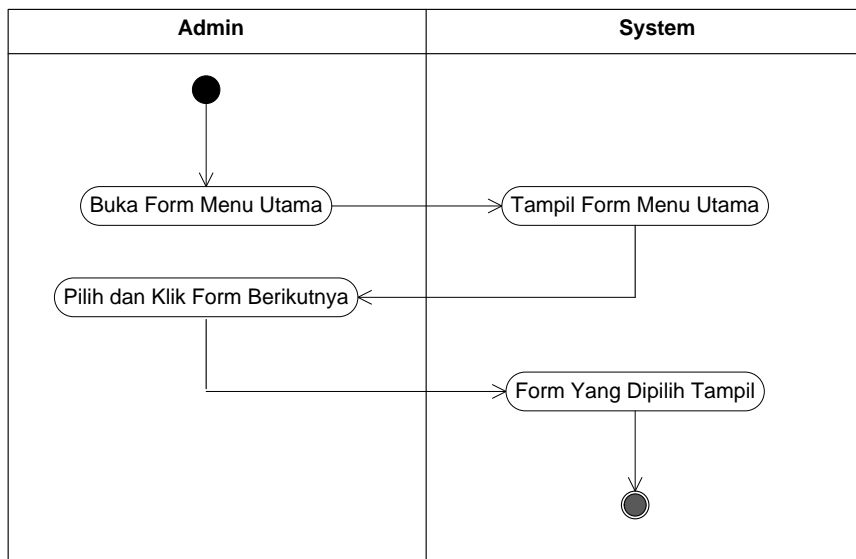 Admin
System
Buka Form Menu Utama
Tampil Form Menu Utama
Pilih dan Klik Form Berikutnya
Form Yang Dipilih Tampil